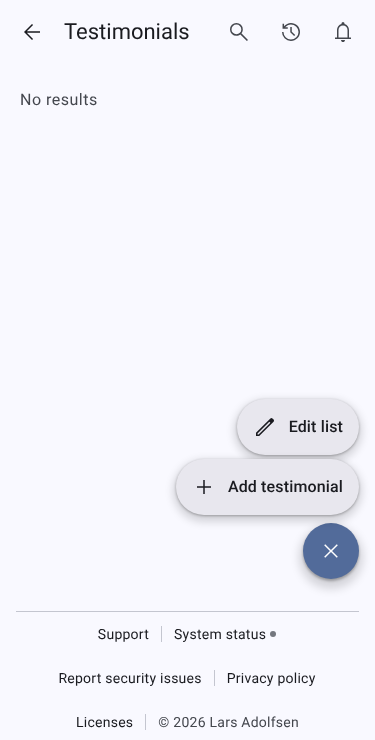 Testimonials
No results
Edit list
Add testimonial
Support
System status
Report security issues
Privacy policy
Licenses
© 2026 Lars Adolfsen